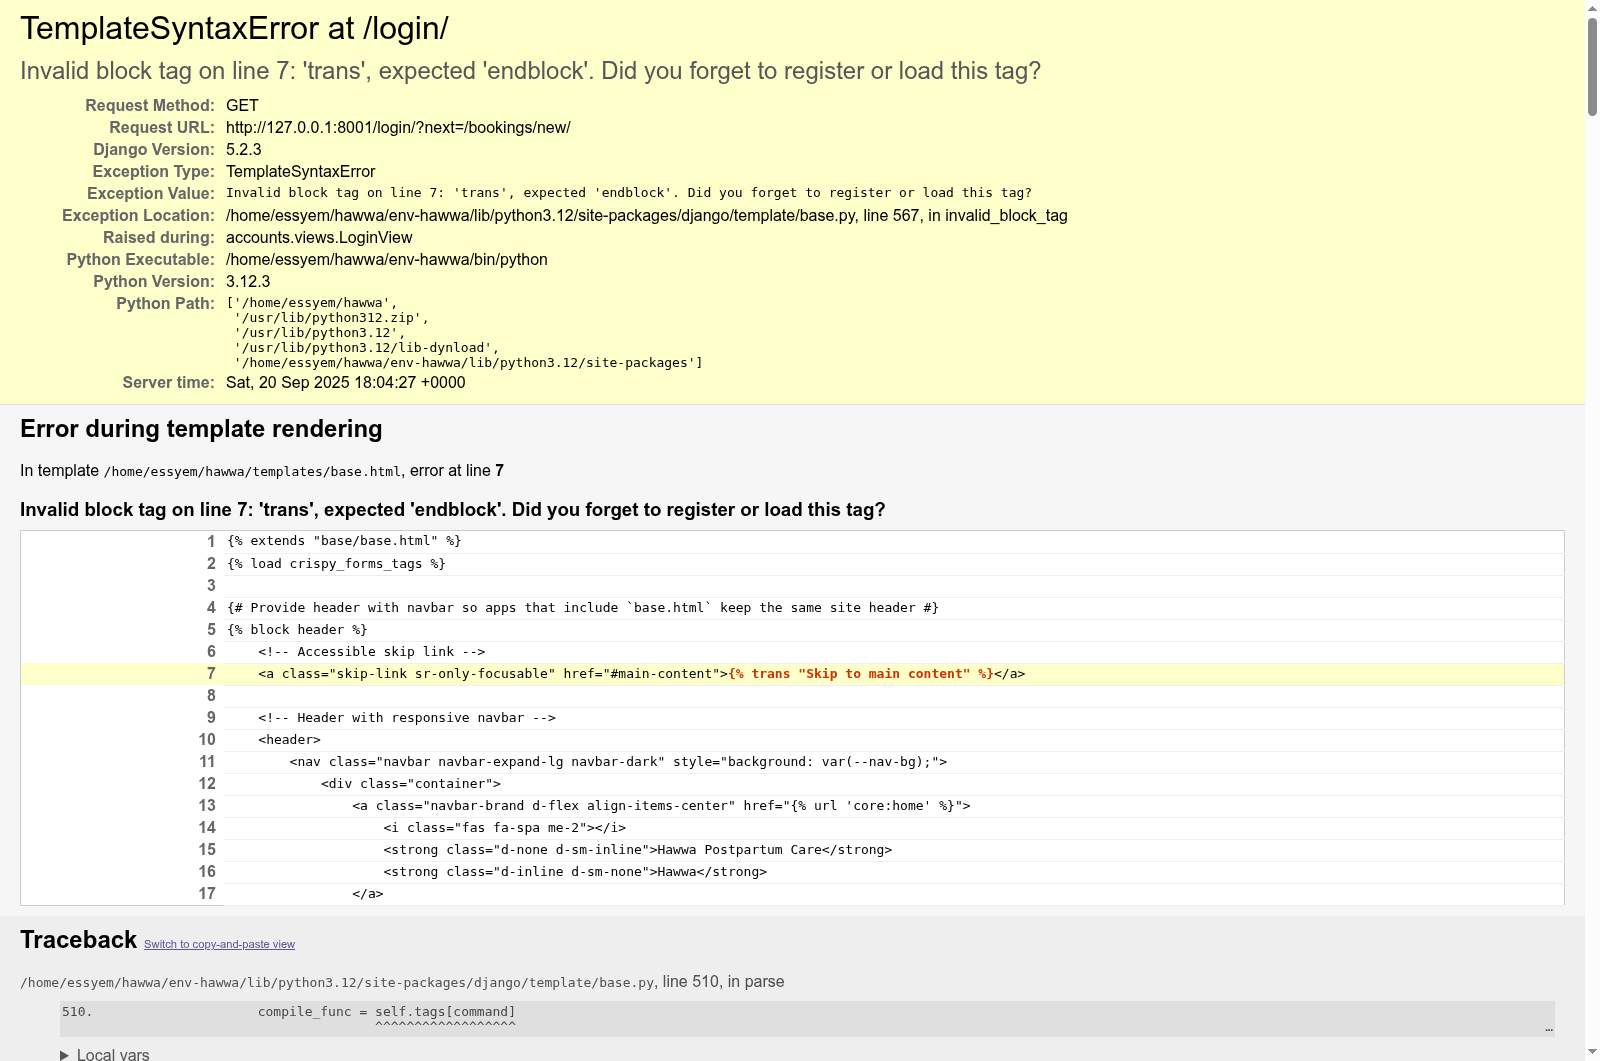 TemplateSyntaxError at /login/
Invalid block tag on line 7: 'trans', expected 'endblock'. Did you forget to register or load this tag?
Request Method: GET
Request URL: http://127.0.0.1:8001/login/?next=/bookings/new/
Django Version: 5.2.3
Exception Type: TemplateSyntaxError
Exception Value: Invalid block tag on line 7: 'trans', expected 'endblock'. Did you forget to register or load this tag?
Exception Location: /home/essyem/hawwa/env-hawwa/lib/python3.12/site-packages/django/template/base.py, line 567, in invalid_block_tag
Raised during: accounts.views.LoginView
Python Executable: /home/essyem/hawwa/env-hawwa/bin/python
Python Version: 3.12.3
Python Path: ['/home/essyem/hawwa',
'/usr/lib/python312.zip',
'/usr/lib/python3.12',
'/usr/lib/python3.12/lib-dynload',
'/home/essyem/hawwa/env-hawwa/lib/python3.12/site-packages']
Server time: Sat, 20 Sep 2025 18:04:27 +0000
Error during template rendering
In template /home/essyem/hawwa/templates/base.html, error at line 7
Invalid block tag on line 7: 'trans', expected 'endblock'. Did you forget to register or load this tag?
1 {% extends "base/base.html" %}
2 {% load crispy_forms_tags %}
3
4 {# Provide header with navbar so apps that include `base.html` keep the same site header #}
5 {% block header %}
6     <!-- Accessible skip link -->
7     <a class="skip-link sr-only-focusable" href="#main-content">{% trans "Skip to main content" %}</a>
8
9     <!-- Header with responsive navbar -->
10     <header>
11         <nav class="navbar navbar-expand-lg navbar-dark" style="background: var(--nav-bg);">
12             <div class="container">
13                 <a class="navbar-brand d-flex align-items-center" href="{% url 'core:home' %}">
14                     <i class="fas fa-spa me-2"></i>
15                     <strong class="d-none d-sm-inline">Hawwa Postpartum Care</strong>
16                     <strong class="d-inline d-sm-none">Hawwa</strong>
17                 </a>
Traceback Switch to copy-and-paste view
/home/essyem/hawwa/env-hawwa/lib/python3.12/site-packages/django/template/base.py, line 510, in parse
510. compile_func = self.tags[command]
^^^^^^^^^^^^^^^^^^ …
▶ Local vars